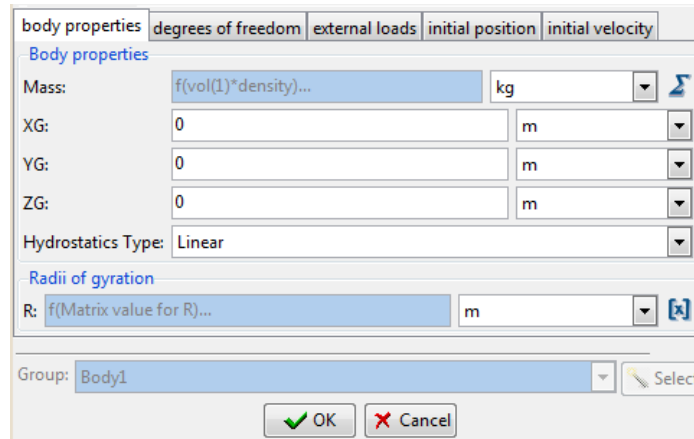 body properties degrees of freedom external loads initial position initial velocity
Body properties
Mass: f(vol(1)*density)... kg Σ
XG: 0 m
YG: 0 m
ZG: 0 m
Hydrostatics Type: Linear
Radii of gyration
R: f(Matrix value for R)... m [x]
Group: Body1 Selec
OK Cancel